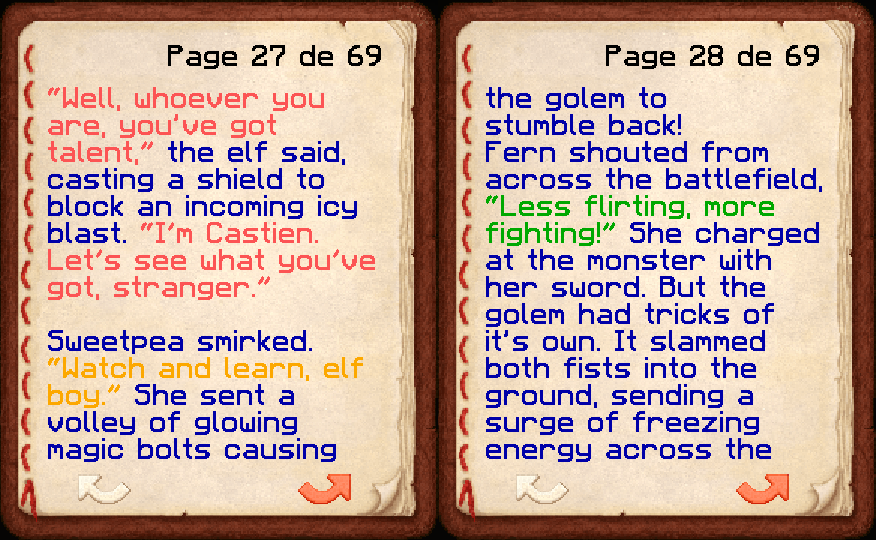 Page 27 de 69
"Well, whoever you
are, you've got
talent," the elf said,
casting a shield to
block an incoming icy
blast. "I'm Castien.
Let's see what you've
got, stranger."
Sweetpea smirked.
"Watch and learn, elf
boy." She sent a
volley of glowing
magic bolts causing
Page 28 de 69
the golem to
stumble back!
Fern shouted from
across the battlefield,
"Less flirting, more
fighting!" She charged
at the monster with
her sword. But the
golem had tricks of
it's own. It slammed
both fists into the
ground, sending a
surge of freezing
energy across the